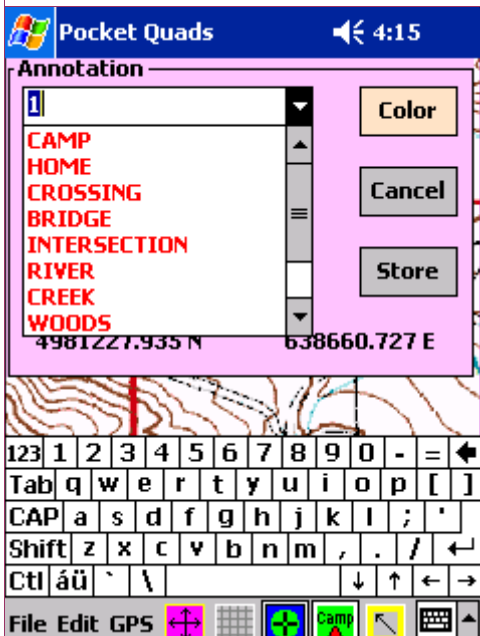 Pocket Quads 4:15
Annotation
1
Color
CAMP
HOME
CROSSING
Cancel
BRIDGE
INTERSECTION
RIVER
Store
CREEK
WOODS
4981227.935 N 638660.727 E
123 1 2 3 4 5 6 7 8 9 0 - =
Tab q w e r t y u i o p [ ]
CAP a s d f g h j k l ; '
Shift z x c v b n m , . /
Ctl áü ` \ ↓ ↑ ← →
File Edit GPS Camp